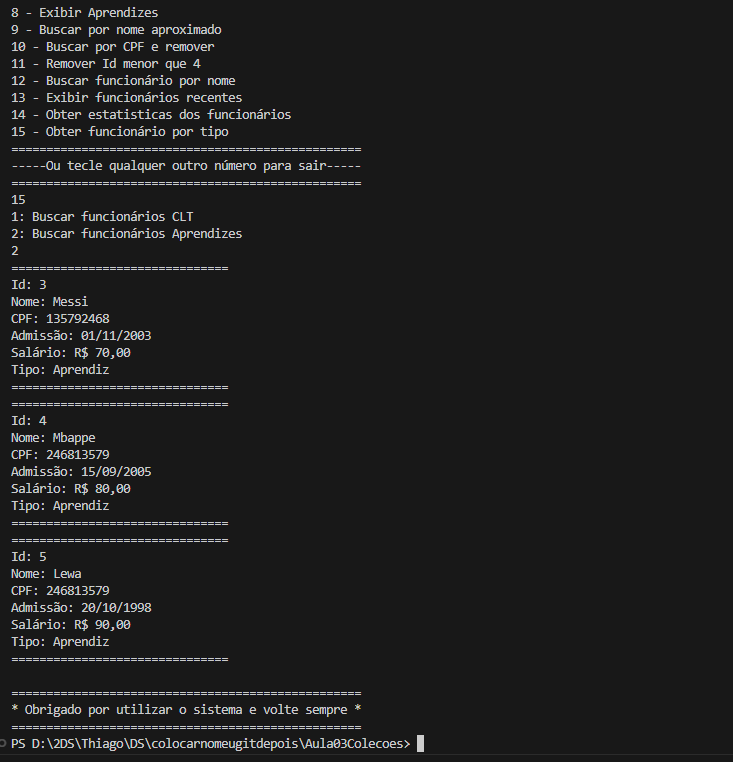 8 - Exibir Aprendizes
9 - Buscar por nome aproximado
10 - Buscar por CPF e remover
11 - Remover Id menor que 4
12 - Buscar funcionário por nome
13 - Exibir funcionários recentes
14 - Obter estatisticas dos funcionários
15 - Obter funcionário por tipo
==================================================
-----Ou tecle qualquer outro número para sair-----
==================================================
15
1: Buscar funcionários CLT
2: Buscar funcionários Aprendizes
2
===============================
Id: 3
Nome: Messi
CPF: 135792468
Admissão: 01/11/2003
Salário: R$ 70,00
Tipo: Aprendiz
===============================
===============================
Id: 4
Nome: Mbappe
CPF: 246813579
Admissão: 15/09/2005
Salário: R$ 80,00
Tipo: Aprendiz
===============================
===============================
Id: 5
Nome: Lewa
CPF: 246813579
Admissão: 20/10/1998
Salário: R$ 90,00
Tipo: Aprendiz
===============================
==================================================
* Obrigado por utilizar o sistema e volte sempre *
==================================================
PS D:\2DS\Thiago\DS\colocarnomeugitdepois\Aula03Colecoes>